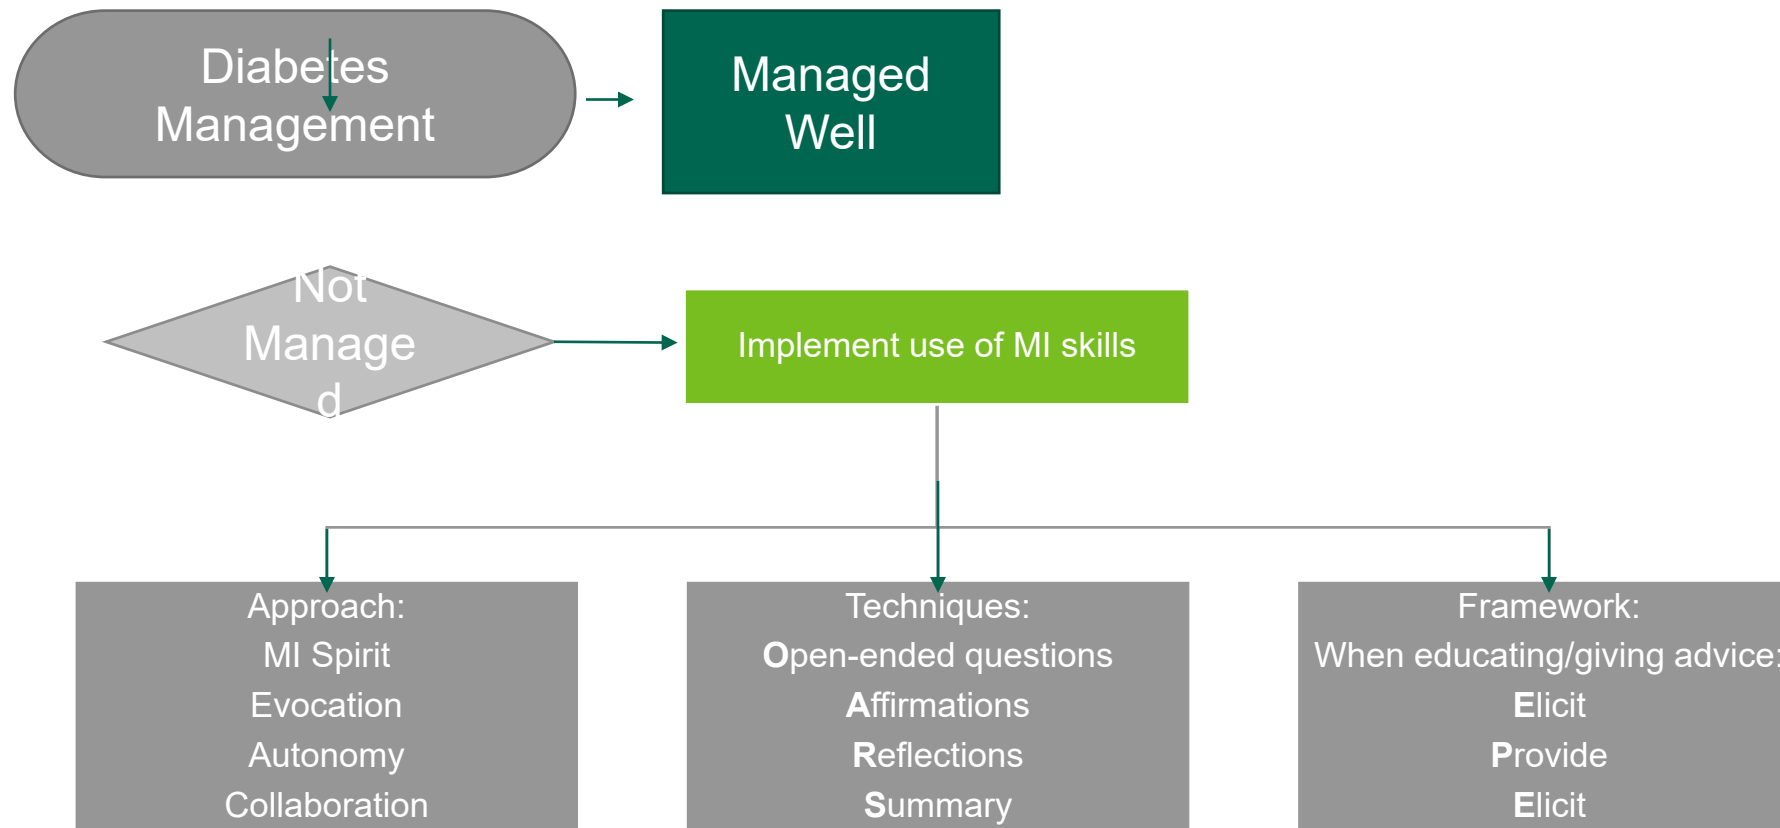 Diabetes
Management
Managed
Well
Not
Manage
d
Implement use of MI skills
Approach:
MI Spirit
Evocation
Autonomy
Collaboration
Techniques:
Open-ended questions
Affirmations
Reflections
Summary
Framework:
When educating/giving advice:
Elicit
Provide
Elicit